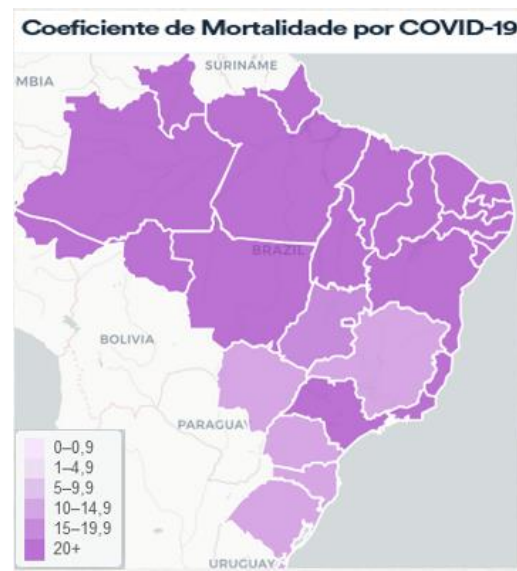 Coeficiente de Mortalidade por COVID-19
SURINAME
MBIA
BRAZIL
BOLIVIA
PARAGUAY
0–0,9
1–4,9
5–9,9
10–14,9
15–19,9
20+
URUGUAY